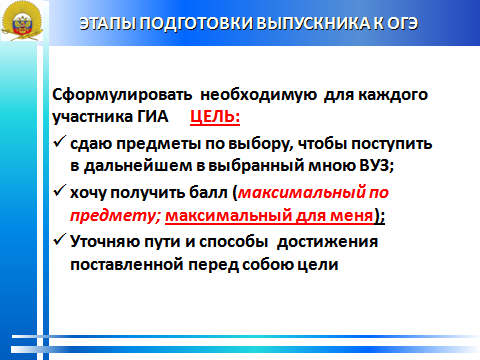 ЭТАПЫ ПОДГОТОВКИ ВЫПУСКНИКА К ОГЭ
Сформулировать необходимую для каждого
участника ГИА ЦЕЛЬ:
✓ сдаю предметы по выбору, чтобы поступить
в дальнейшем в выбранный мною ВУЗ;
✓ хочу получить балл (максимальный по
предмету; максимальный для меня);
✓ Уточняю пути и способы достижения
поставленной перед собою цели